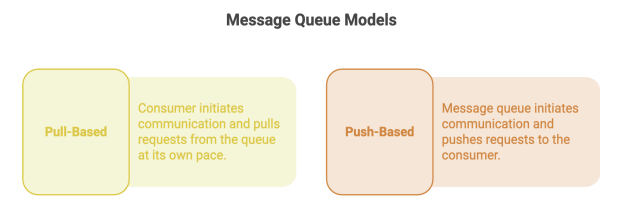 Message Queue Models
Pull-Based
Consumer initiates
communication and pulls
requests from the queue
at its own pace.
Push-Based
Message queue initiates
communication and
pushes requests to the
consumer.